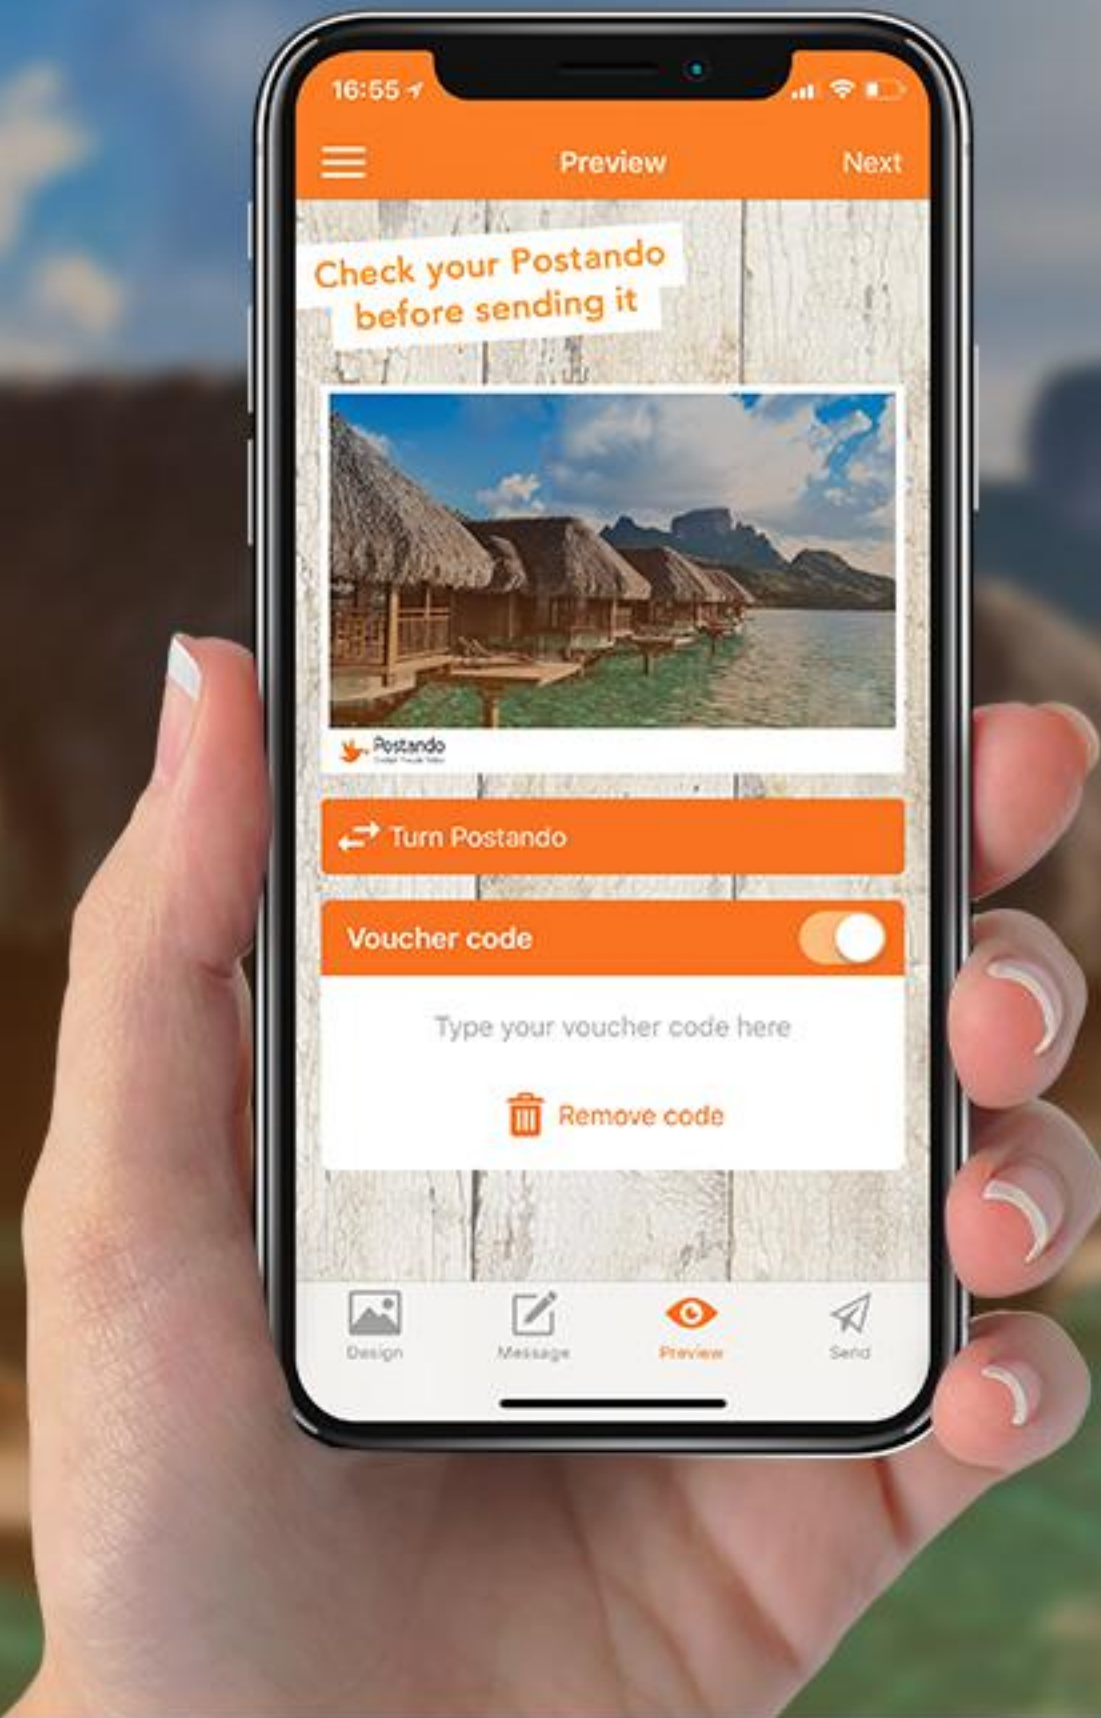 16:55
Preview
Next
Check your Postando
before sending it
Postando
Turn Postando
Voucher code
Type your voucher code here
Remove code
Design
Message
Preview
Send